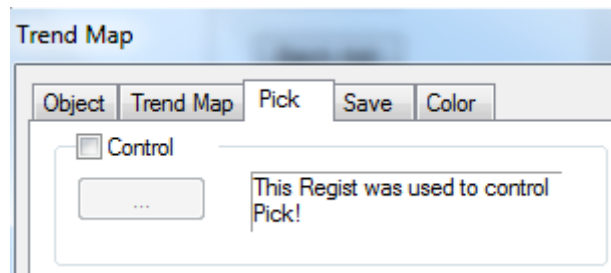 Trend Map
Object Trend Map Pick Save Color
Control
... This Regist was used to control
Pick!